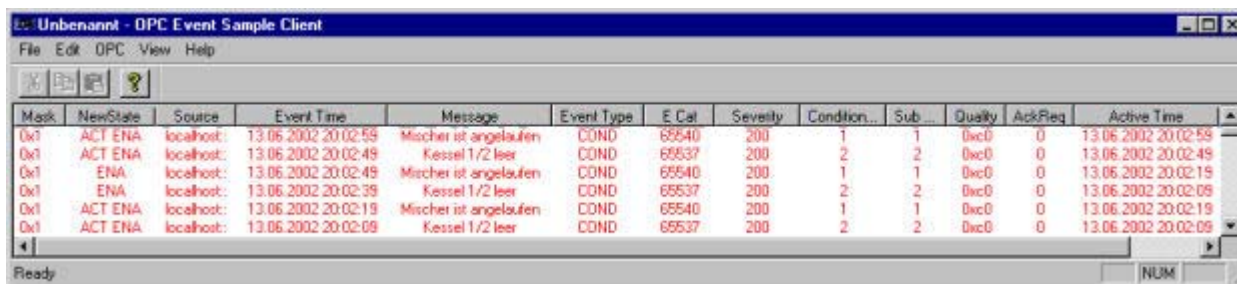 Unbenannt - OPC Event Sample Client
File Edit OPC View Help
Mask NewState Source Event Time Message Event Type E Cat Severity Condition... Sub ... Quality AckReq Active Time
0x1 ACT ENA localhost: 13.06.2002 20:02:59 Mischer ist angelaufen COND 65540 200 1 1 0xc0 0 13.06.2002 20:02:59
0x1 ACT ENA localhost: 13.06.2002 20:02:49 Kessel 1/2 leer COND 65537 200 2 2 0xc0 0 13.06.2002 20:02:49
0x1 ENA localhost: 13.06.2002 20:02:49 Mischer ist angelaufen COND 65540 200 1 1 0xc0 0 13.06.2002 20:02:19
0x1 ENA localhost: 13.06.2002 20:02:39 Kessel 1/2 leer COND 65537 200 2 2 0xc0 0 13.06.2002 20:02:09
0x1 ACT ENA localhost: 13.06.2002 20:02:19 Mischer ist angelaufen COND 65540 200 1 1 0xc0 0 13.06.2002 20:02:19
0x1 ACT ENA localhost: 13.06.2002 20:02:09 Kessel 1/2 leer COND 65537 200 2 2 0xc0 0 13.06.2002 20:02:09
Ready NUM